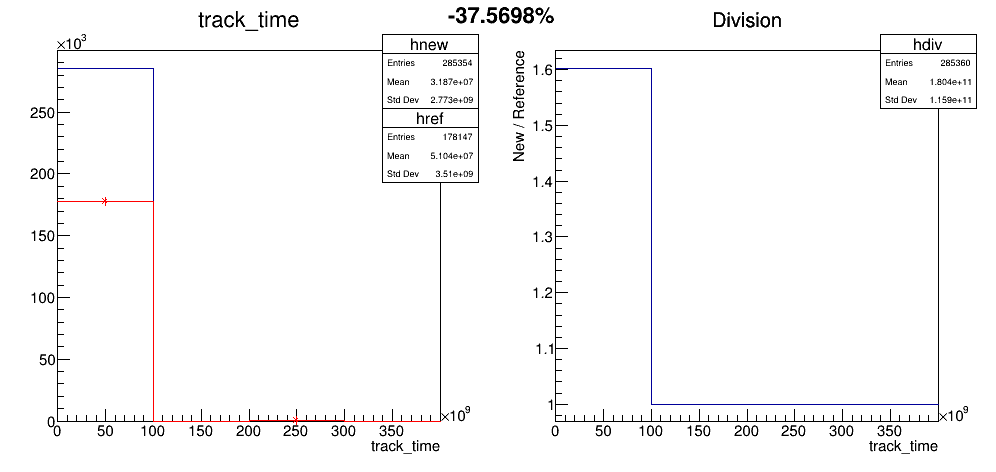 -37.5698%
track_time
×10³
hnew
Entries 285354
Mean 3.187e+07
Std Dev 2.773e+09
href
Entries 178147
Mean 5.104e+07
Std Dev 3.51e+09
250
200
150
100
50
0
0 50 100 150 200 250 300 350
×10⁹
track_time
Division
hdiv
Entries 285360
Mean 1.804e+11
Std Dev 1.159e+11
New / Reference
1.6
1.5
1.4
1.3
1.2
1.1
1
0 50 100 150 200 250 300 350
×10⁹
track_time